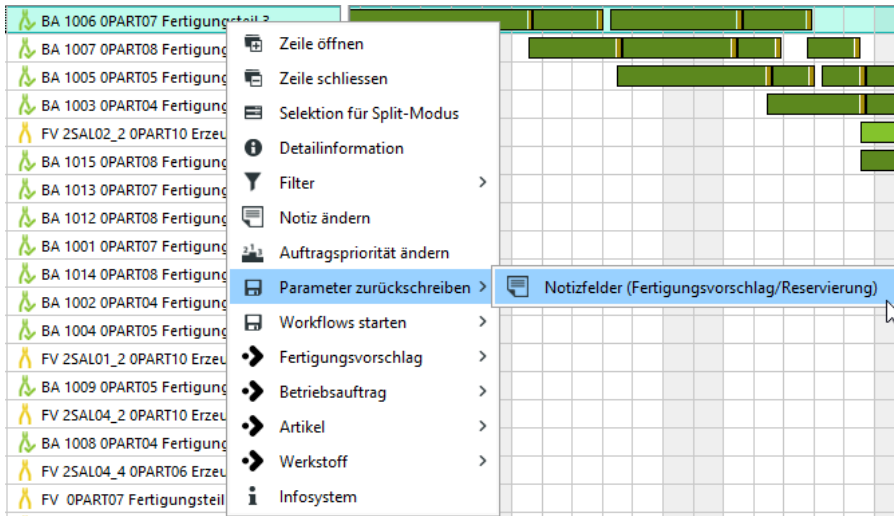 BA 1006 0PART07 Fertigungsteil 3
BA 1007 0PART08 Fertigung
BA 1005 0PART05 Fertigung
BA 1003 0PART04 Fertigung
FV 2SAL02_2 0PART10 Erzeu
BA 1015 0PART08 Fertigung
BA 1013 0PART07 Fertigung
BA 1012 0PART08 Fertigung
BA 1001 0PART07 Fertigung
BA 1014 0PART08 Fertigung
BA 1002 0PART04 Fertigung
BA 1004 0PART05 Fertigung
FV 2SAL01_2 0PART10 Erzeu
BA 1009 0PART05 Fertigung
FV 2SAL04_2 0PART10 Erzeu
BA 1008 0PART04 Fertigung
FV 2SAL04_4 0PART06 Erzeu
FV 0PART07 Fertigungsteil
Zeile öffnen
Zeile schliessen
Selektion für Split-Modus
Detailinformation
Filter
Notiz ändern
Auftragspriorität ändern
Parameter zurückschreiben
Workflows starten
Fertigungsvorschlag
Betriebsauftrag
Artikel
Werkstoff
Infosystem
Notizfelder (Fertigungsvorschlag/Reservierung)